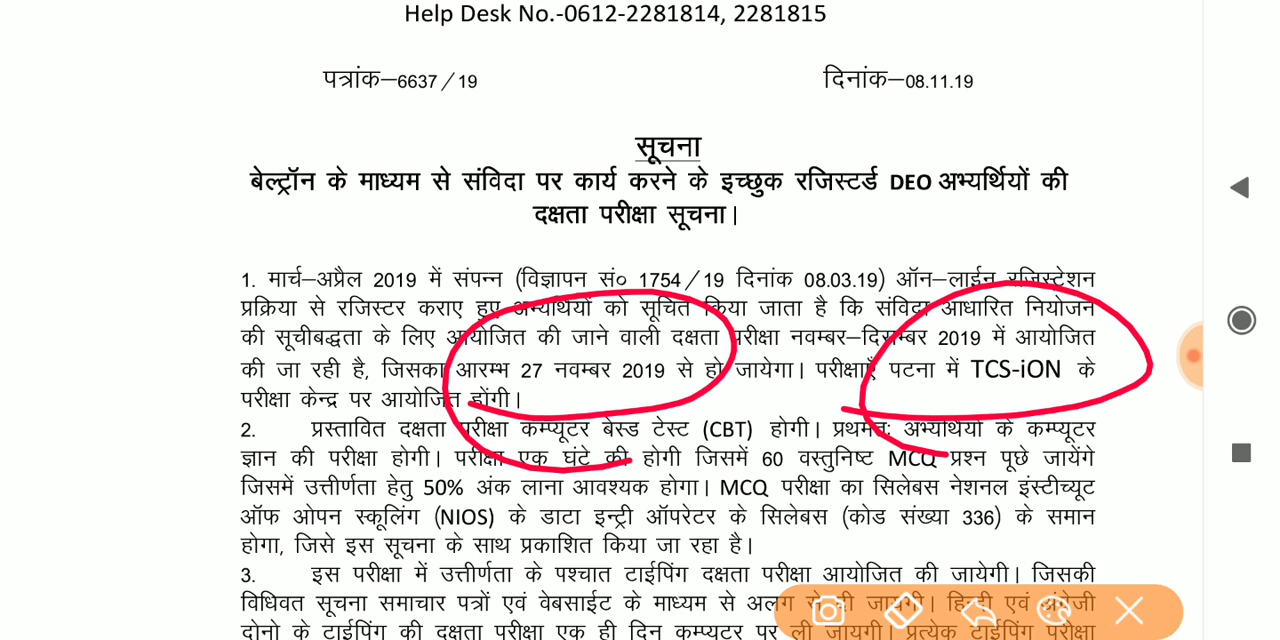 Help Desk No.-0612-2281814, 2281815
पत्रांक–6637/19 दिनांक–08.11.19
सूचना
बेल्ट्रॉन के माध्यम से संविदा पर कार्य करने के इच्छुक रजिस्टर्ड DEO अभ्यर्थियों की
दक्षता परीक्षा सूचना।
1. मार्च–अप्रैल 2019 में संपन्न (विज्ञापन सं० 1754/19 दिनांक 08.03.19) ऑन–लाईन रजिस्ट्रेशन
प्रक्रिया से रजिस्टर कराए हुए अभ्यर्थियों को सूचित किया जाता है कि संविदा आधारित नियोजन
की सूचीबद्धता के लिए आयोजित की जाने वाली दक्षता परीक्षा नवम्बर–दिसम्बर 2019 में आयोजित
की जा रही है, जिसका आरम्भ 27 नवम्बर 2019 से हो जायेगा। परीक्षाएँ पटना में TCS-iON के
परीक्षा केन्द्र पर आयोजित होंगी।
2. प्रस्तावित दक्षता परीक्षा कम्प्यूटर बेस्ड टेस्ट (CBT) होगी। प्रथमतः अभ्यर्थियों के कम्प्यूटर
ज्ञान की परीक्षा होगी। परीक्षा एक घंटे की होगी जिसमें 60 वस्तुनिष्ट MCQ प्रश्न पूछे जायेंगे
जिसमें उत्तीर्णता हेतु 50% अंक लाना आवश्यक होगा। MCQ परीक्षा का सिलेबस नेशनल इंस्टीच्यूट
ऑफ ओपन स्कूलिंग (NIOS) के डाटा इन्ट्री ऑपरेटर के सिलेबस (कोड संख्या 336) के समान
होगा, जिसे इस सूचना के साथ प्रकाशित किया जा रहा है।
3. इस परीक्षा में उत्तीर्णता के पश्चात टाईपिंग दक्षता परीक्षा आयोजित की जायेगी। जिसकी
विधिवत सूचना समाचार पत्रों एवं वेबसाईट के माध्यम से अलग से दी जायगी। हिन्दी एवं अंग्रेजी
दोनो के टाईपिंग की दक्षता परीक्षा एक ही दिन कम्प्यूटर पर ली जायगी। प्रत्येक टाईपिंग परीक्षा